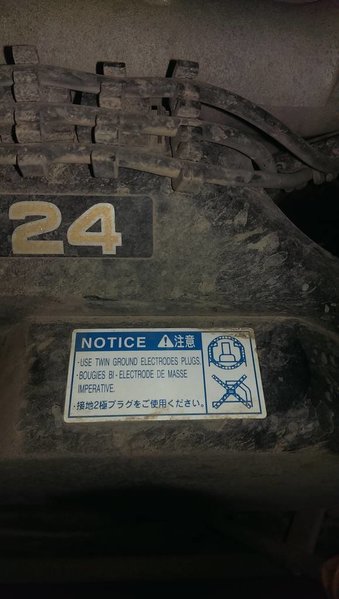 24
NOTICE ⚠注意
·USE TWIN GROUND ELECTRODES PLUGS.
·BOUGIES BI-ELECTRODE DE MASSE
IMPERATIVE.
·接地2極プラグをご使用ください。